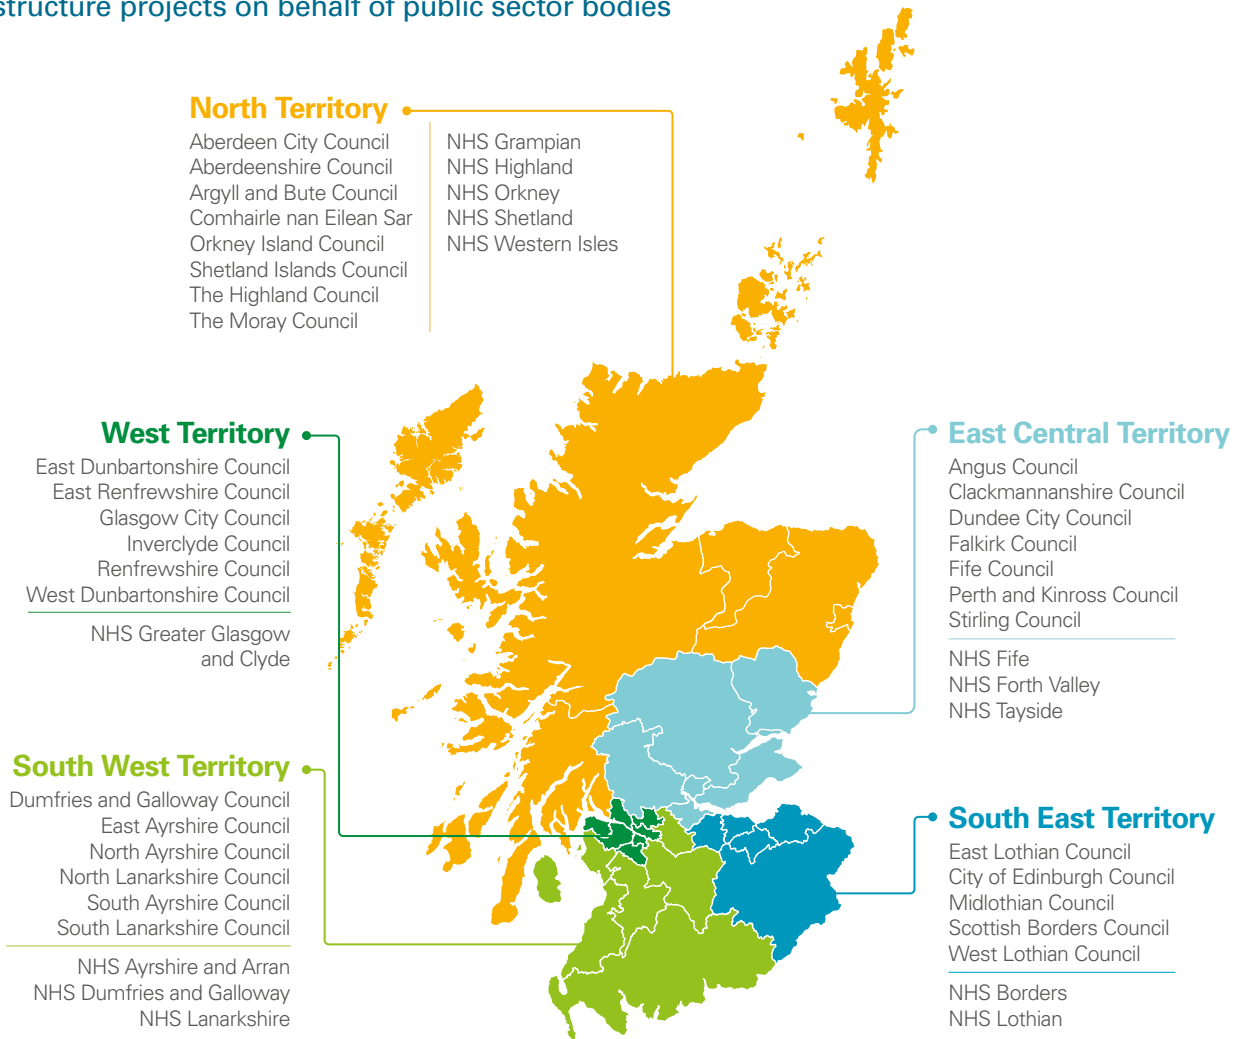 structure projects on behalf of public sector bodies
North Territory
Aberdeen City Council
Aberdeenshire Council
Argyll and Bute Council
Comhairle nan Eilean Sar
Orkney Island Council
Shetland Islands Council
The Highland Council
The Moray Council
NHS Grampian
NHS Highland
NHS Orkney
NHS Shetland
NHS Western Isles
West Territory
East Dunbartonshire Council
East Renfrewshire Council
Glasgow City Council
Inverclyde Council
Renfrewshire Council
West Dunbartonshire Council
NHS Greater Glasgow
and Clyde
East Central Territory
Angus Council
Clackmannanshire Council
Dundee City Council
Falkirk Council
Fife Council
Perth and Kinross Council
Stirling Council
NHS Fife
NHS Forth Valley
NHS Tayside
South West Territory
Dumfries and Galloway Council
East Ayrshire Council
North Ayrshire Council
North Lanarkshire Council
South Ayrshire Council
South Lanarkshire Council
NHS Ayrshire and Arran
NHS Dumfries and Galloway
NHS Lanarkshire
South East Territory
East Lothian Council
City of Edinburgh Council
Midlothian Council
Scottish Borders Council
West Lothian Council
NHS Borders
NHS Lothian